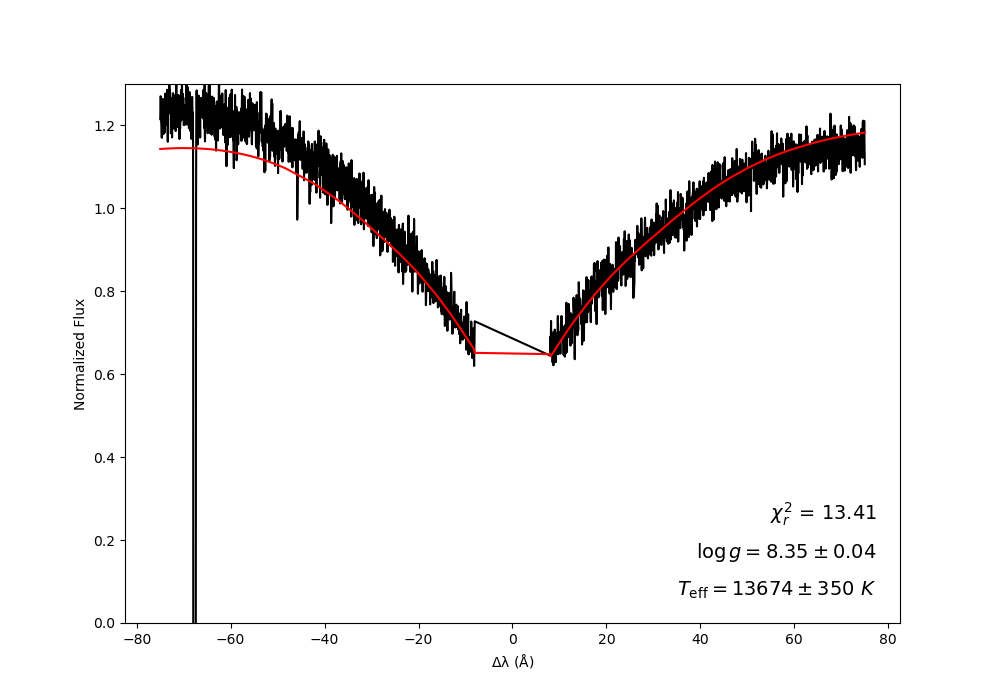 Normalized Flux
1.2
1.0
0.8
0.6
0.4
0.2
0.0
χ²ᵣ = 13.41
log g = 8.35 ± 0.04
T_eff = 13674 ± 350 K
−80 −60 −40 −20 0 20 40 60 80
Δλ (Å)